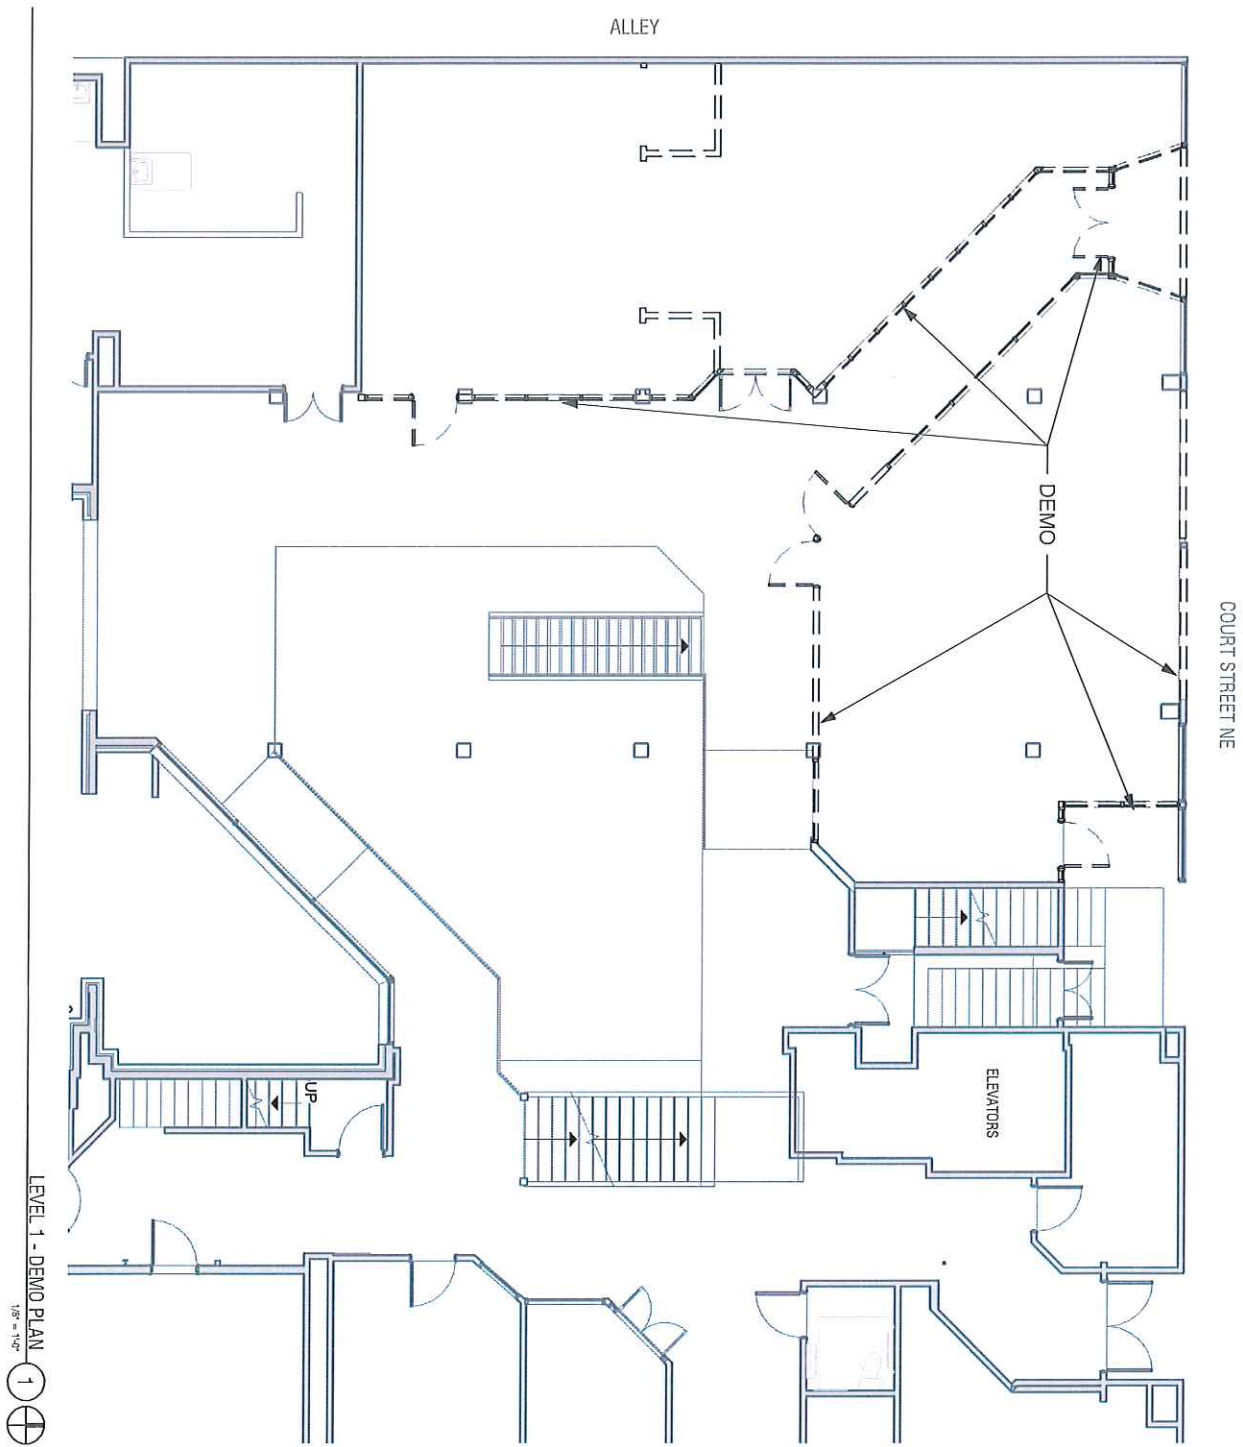 ALLEY
COURT STREET NE
DEMO
ELEVATORS
UP
LEVEL 1 - DEMO PLAN
1/8" = 1'-0"
1